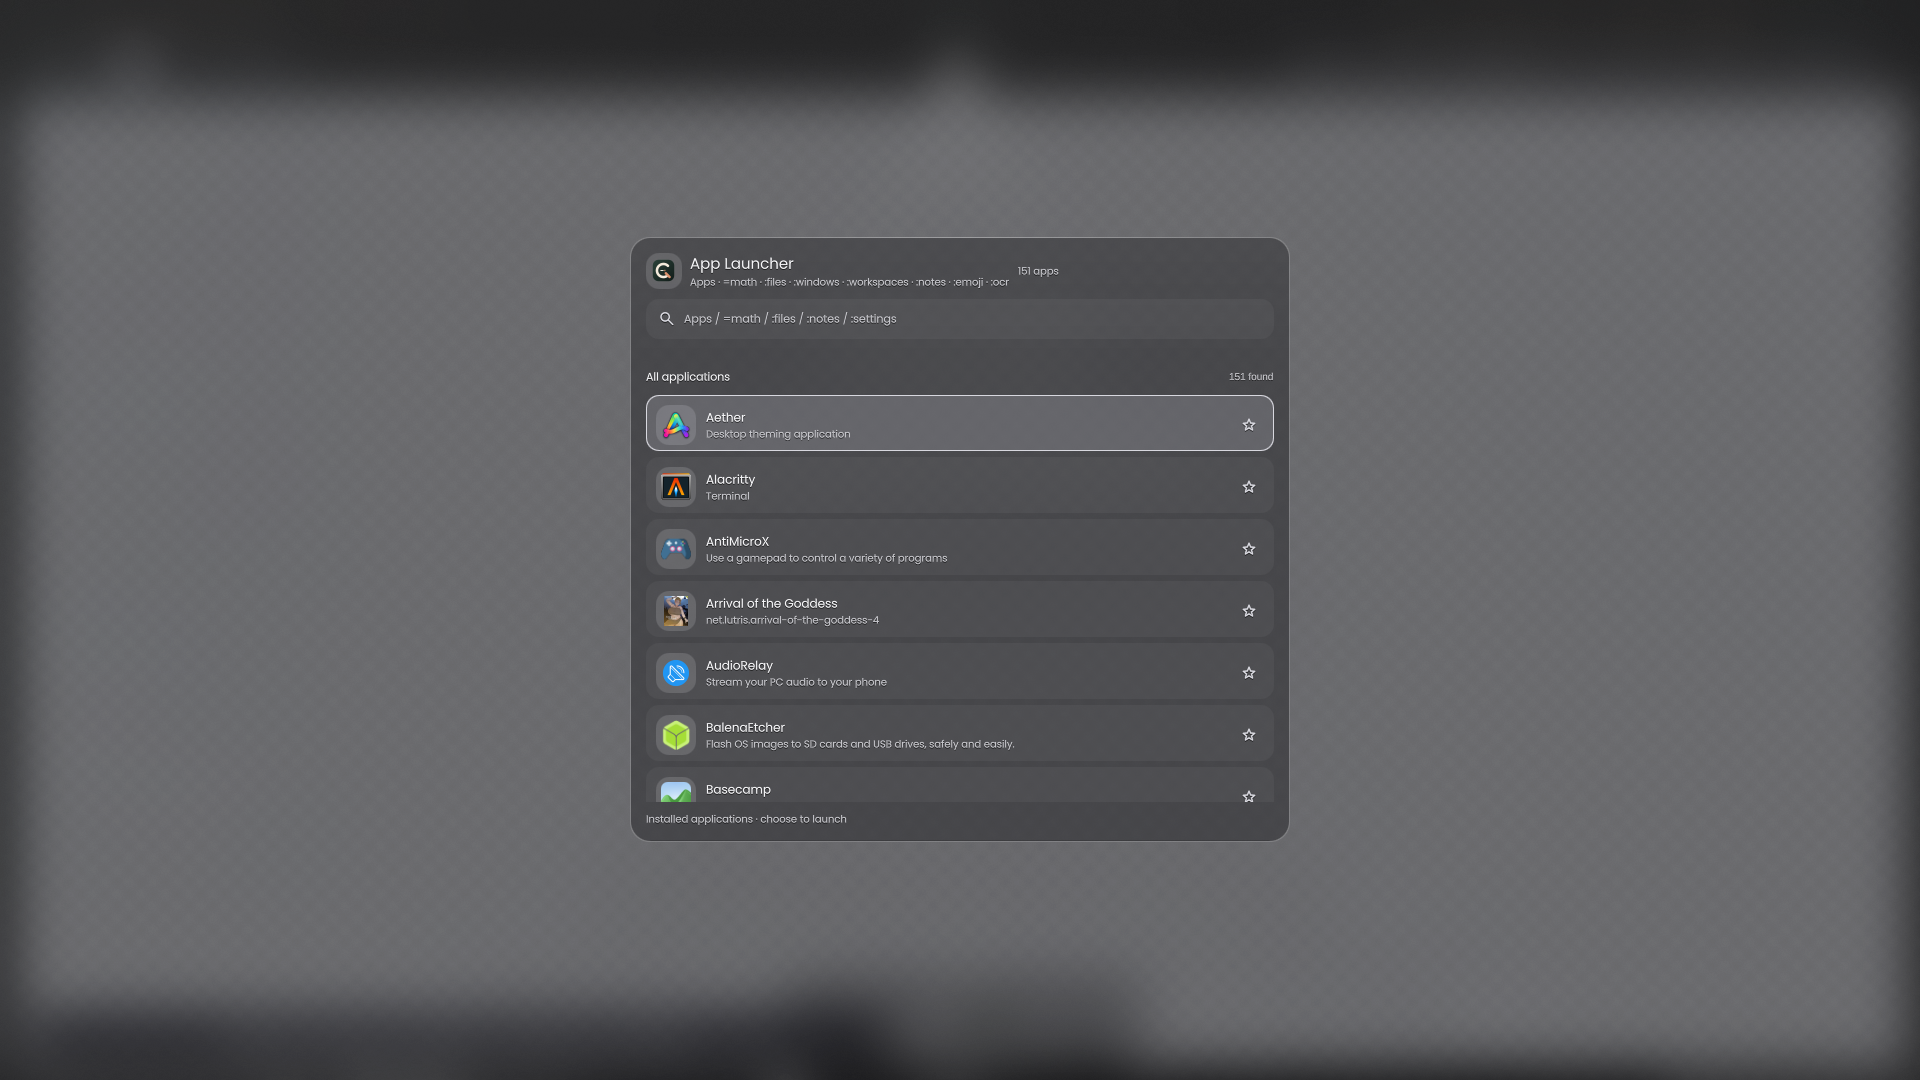 App Launcher
Apps · =math · :files · :windows · :workspaces · :notes · :emoji · :ocr
151 apps
Apps / =math / :files / :notes / :settings
All applications
151 found
Aether
Desktop theming application
Alacritty
Terminal
AntiMicroX
Use a gamepad to control a variety of programs
Arrival of the Goddess
net.lutris.arrival-of-the-goddess-4
AudioRelay
Stream your PC audio to your phone
BalenaEtcher
Flash OS images to SD cards and USB drives, safely and easily.
Basecamp
Installed applications · choose to launch